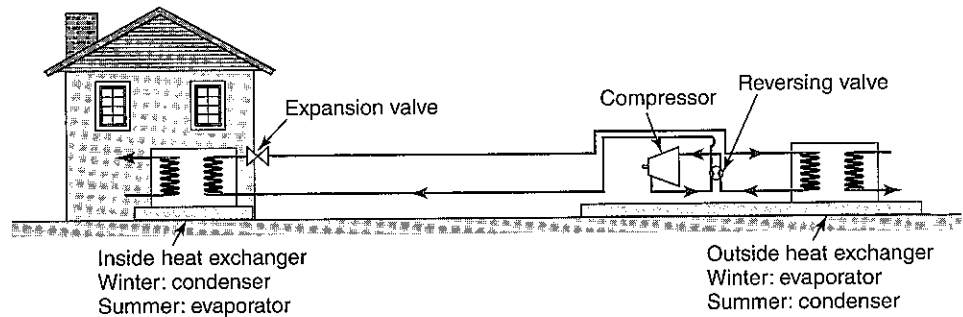 Expansion valve
Compressor
Reversing valve
Inside heat exchanger
Winter: condenser
Summer: evaporator
Outside heat exchanger
Winter: evaporator
Summer: condenser